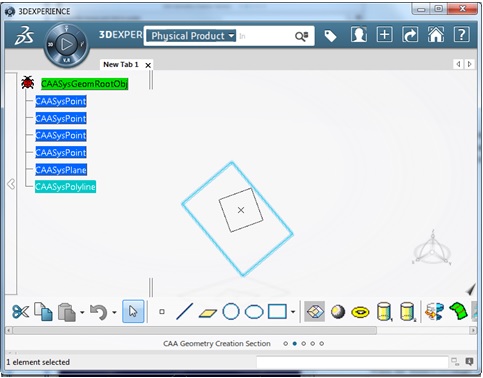 3DEXPERIENCE
3DEXPER Physical Product In
3D
V.R
New Tab 1
CAASysGeomRootObj
CAASysPoint
CAASysPoint
CAASysPoint
CAASysPoint
CAASysPlane
CAASysPolyline
CAA Geometry Creation Section
1 element selected